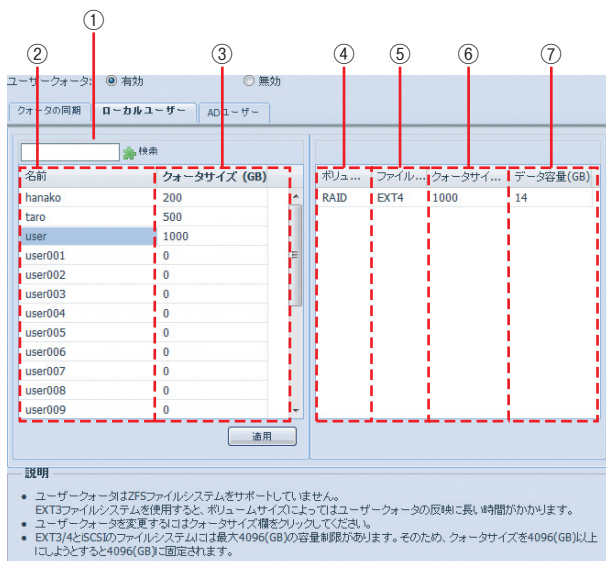 ①
② ③ ④ ⑤ ⑥ ⑦
ユーザークォータ: 有効 無効
クォータの同期 ローカルユーザー ADユーザー
検索
名前 クォータサイズ (GB)
hanako 200
taro 500
user 1000
user001 0
user002 0
user003 0
user004 0
user005 0
user006 0
user007 0
user008 0
user009 0
適用
ボリュ... ファイル... クォータサイ... データ容量(GB)
RAID EXT4 1000 14
説明
• ユーザークォータはZFSファイルシステムをサポートしていません。
EXT3ファイルシステムを使用すると、ボリュームサイズによってはユーザークォータの反映に長い時間がかかります。
• ユーザークォータを変更するにはクォータサイズ欄をクリックしてください。
• EXT3/4とiSCSIのファイルシステムには最大4096(GB)の容量制限があります。そのため、クォータサイズを4096(GB)以上
にしようとすると4096(GB)に固定されます。